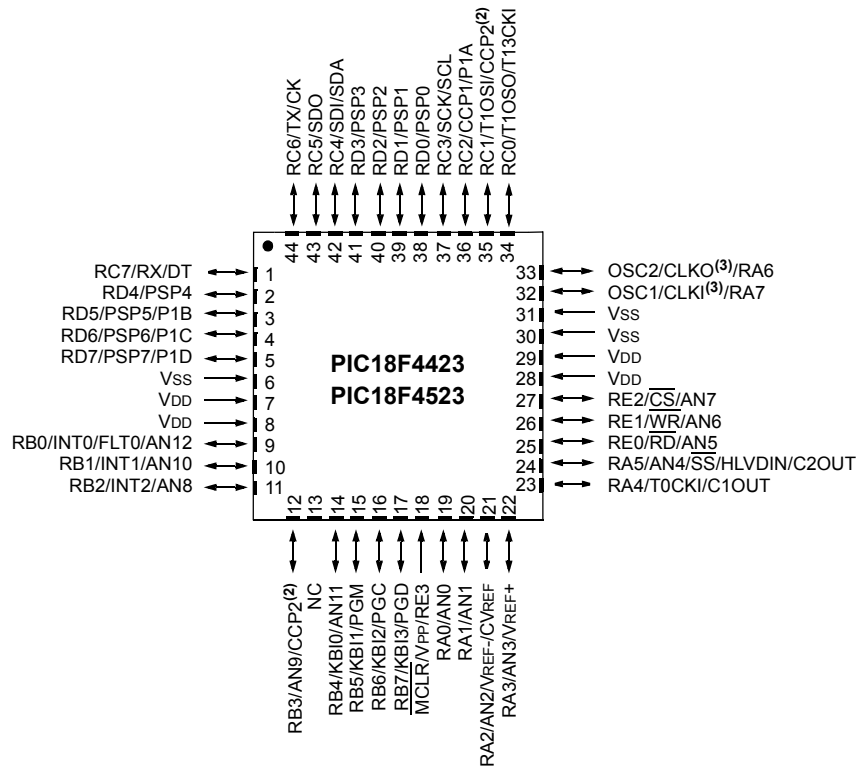 RC6/TX/CK
RC5/SDO
RC4/SDI/SDA
RD3/PSP3
RD2/PSP2
RD1/PSP1
RD0/PSP0
RC3/SCK/SCL
RC2/CCP1/P1A
RC1/T1OSI/CCP2(2)
RC0/T1OSO/T13CKI
44
43
42
41
40
39
38
37
36
35
34
RC7/RX/DT 1
RD4/PSP4 2
RD5/PSP5/P1B 3
RD6/PSP6/P1C 4
RD7/PSP7/P1D 5
VSS 6
VDD 7
VDD 8
RB0/INT0/FLT0/AN12 9
RB1/INT1/AN10 10
RB2/INT2/AN8 11
PIC18F4423
PIC18F4523
33 OSC2/CLKO(3)/RA6
32 OSC1/CLKI(3)/RA7
31 VSS
30 VSS
29 VDD
28 VDD
27 RE2/CS/AN7
26 RE1/WR/AN6
25 RE0/RD/AN5
24 RA5/AN4/SS/HLVDIN/C2OUT
23 RA4/T0CKI/C1OUT
12
13
14
15
16
17
18
19
20
21
22
RB3/AN9/CCP2(2)
NC
RB4/KBI0/AN11
RB5/KBI1/PGM
RB6/KBI2/PGC
RB7/KBI3/PGD
MCLR/VPP/RE3
RA0/AN0
RA1/AN1
RA2/AN2/VREF-/CVREF
RA3/AN3/VREF+